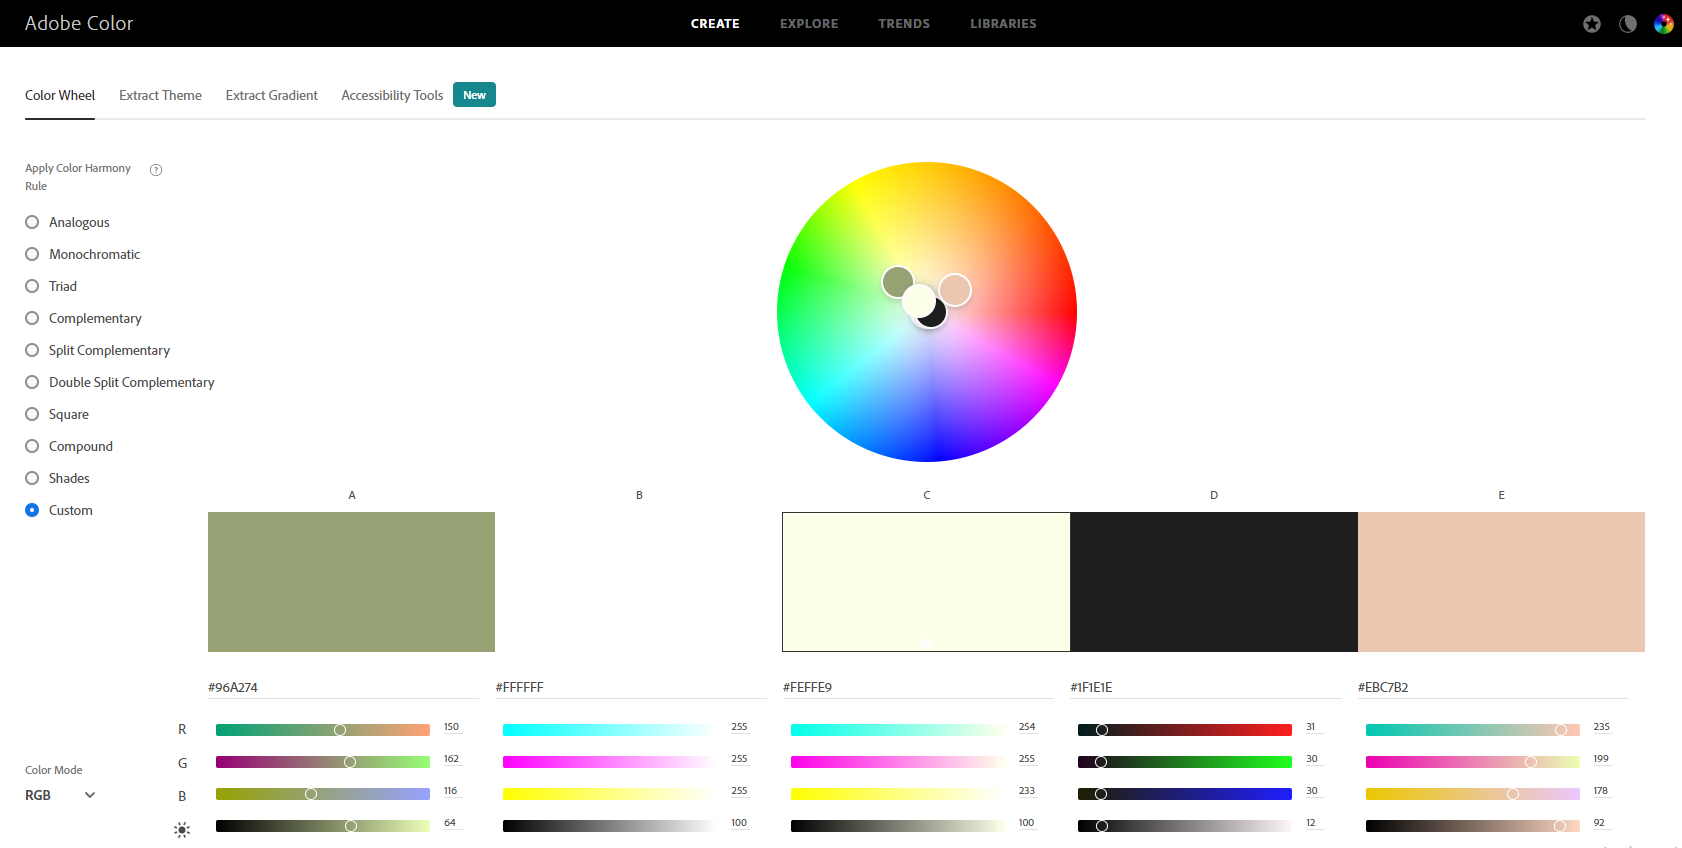 Adobe Color
CREATE EXPLORE TRENDS LIBRARIES
Color Wheel Extract Theme Extract Gradient Accessibility Tools New
Apply Color Harmony
Rule
?
Analogous
Monochromatic
Triad
Complementary
Split Complementary
Double Split Complementary
Square
Compound
Shades
Custom
A B C D E
#96A274 #FFFFFF #FEFFE9 #1F1E1E #EBC7B2
R 150 255 254 31 235
G 162 255 255 30 199
Color Mode
RGB
B 116 255 233 30 178
64 100 100 12 92